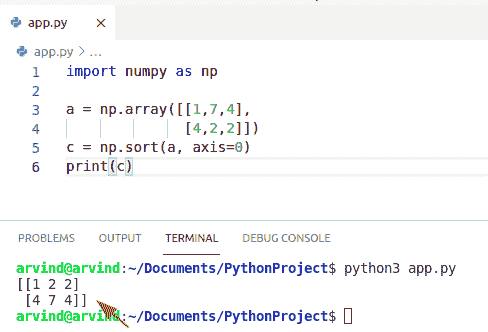 app.py ×
app.py > ...
1 import numpy as np
2
3 a = np.array([[1,7,4],
4 [4,2,2]])
5 c = np.sort(a, axis=0)
6 print(c)
PROBLEMS OUTPUT TERMINAL DEBUG CONSOLE
arvind@arvind:~/Documents/PythonProject$ python3 app.py
[[1 2 2]
[4 7 4]]
arvind@arvind:~/Documents/PythonProject$